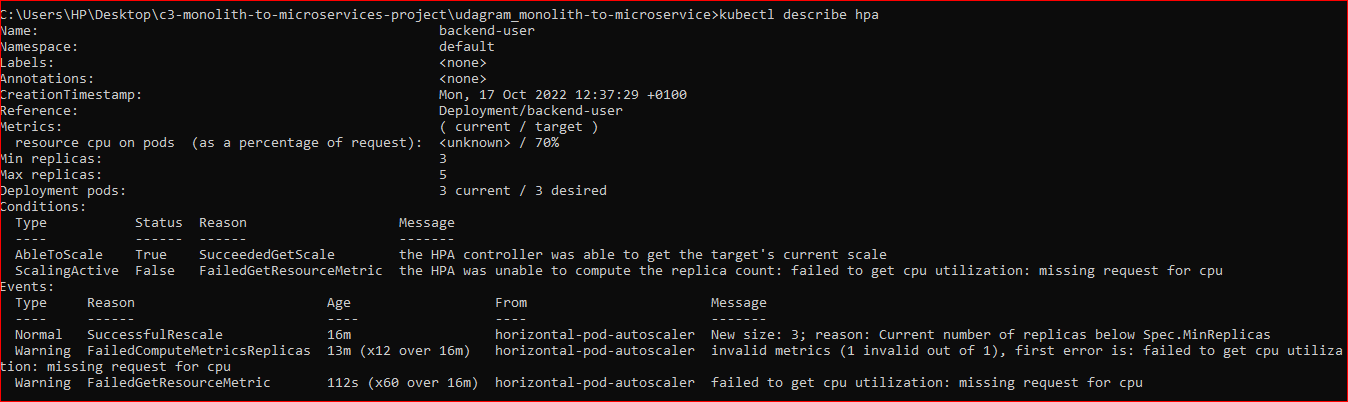 C:\Users\HP\Desktop\c3-monolith-to-microservices-project\udagram_monolith-to-microservice>kubectl describe hpa
Name: backend-user
Namespace: default
Labels: <none>
Annotations: <none>
CreationTimestamp: Mon, 17 Oct 2022 12:37:29 +0100
Reference: Deployment/backend-user
Metrics: ( current / target )
resource cpu on pods (as a percentage of request): <unknown> / 70%
Min replicas: 3
Max replicas: 5
Deployment pods: 3 current / 3 desired
Conditions:
Type Status Reason Message
---- ------ ------ -------
AbleToScale True SucceededGetScale the HPA controller was able to get the target's current scale
ScalingActive False FailedGetResourceMetric the HPA was unable to compute the replica count: failed to get cpu utilization: missing request for cpu
Events:
Type Reason Age From Message
---- ------ ---- ---- -------
Normal SuccessfulRescale 16m horizontal-pod-autoscaler New size: 3; reason: Current number of replicas below Spec.MinReplicas
Warning FailedComputeMetricsReplicas 13m (x12 over 16m) horizontal-pod-autoscaler invalid metrics (1 invalid out of 1), first error is: failed to get cpu utiliza
tion: missing request for cpu
Warning FailedGetResourceMetric 112s (x60 over 16m) horizontal-pod-autoscaler failed to get cpu utilization: missing request for cpu